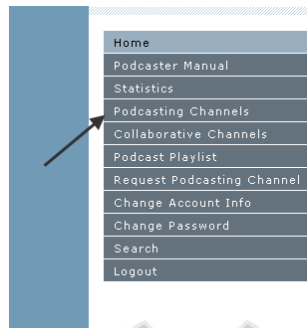 Home
Podcaster Manual
Statistics
Podcasting Channels
Collaborative Channels
Podcast Playlist
Request Podcasting Channel
Change Account Info
Change Password
Search
Logout